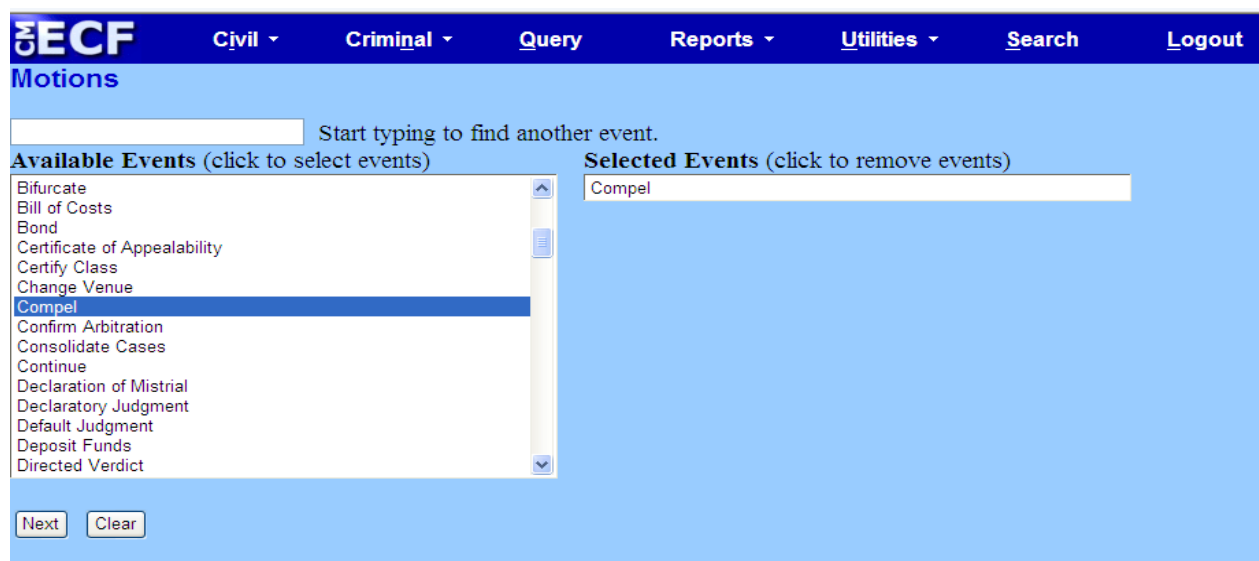 CM ECF Civil Criminal Query Reports Utilities Search Logout
Motions
Start typing to find another event.
Available Events (click to select events) Selected Events (click to remove events)
Bifurcate Compel
Bill of Costs
Bond
Certificate of Appealability
Certify Class
Change Venue
Compel
Confirm Arbitration
Consolidate Cases
Continue
Declaration of Mistrial
Declaratory Judgment
Default Judgment
Deposit Funds
Directed Verdict
Next Clear